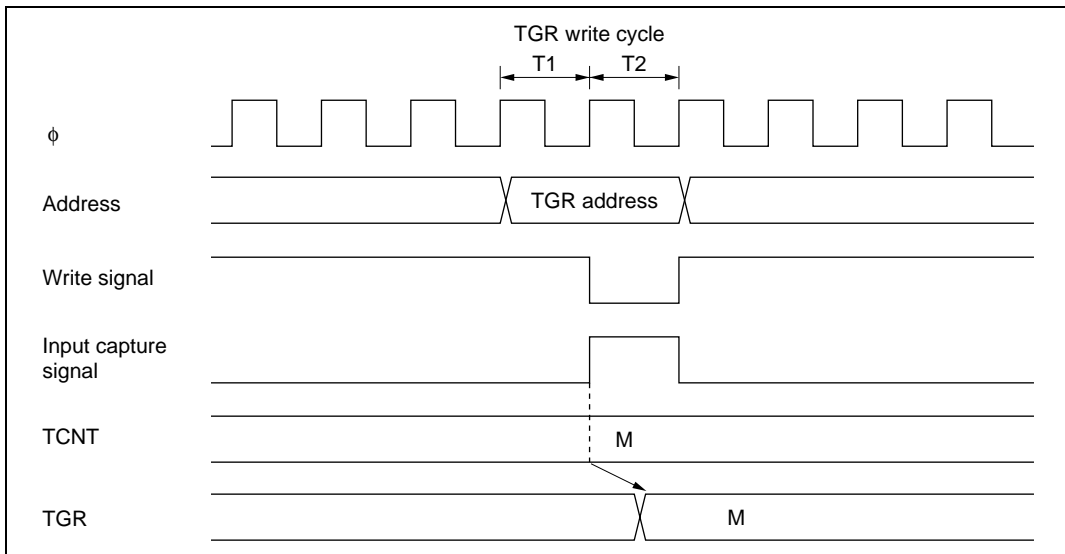 TGR write cycle
T1 T2
ϕ
Address
TGR address
Write signal
Input capture
signal
TCNT
M
TGR
M